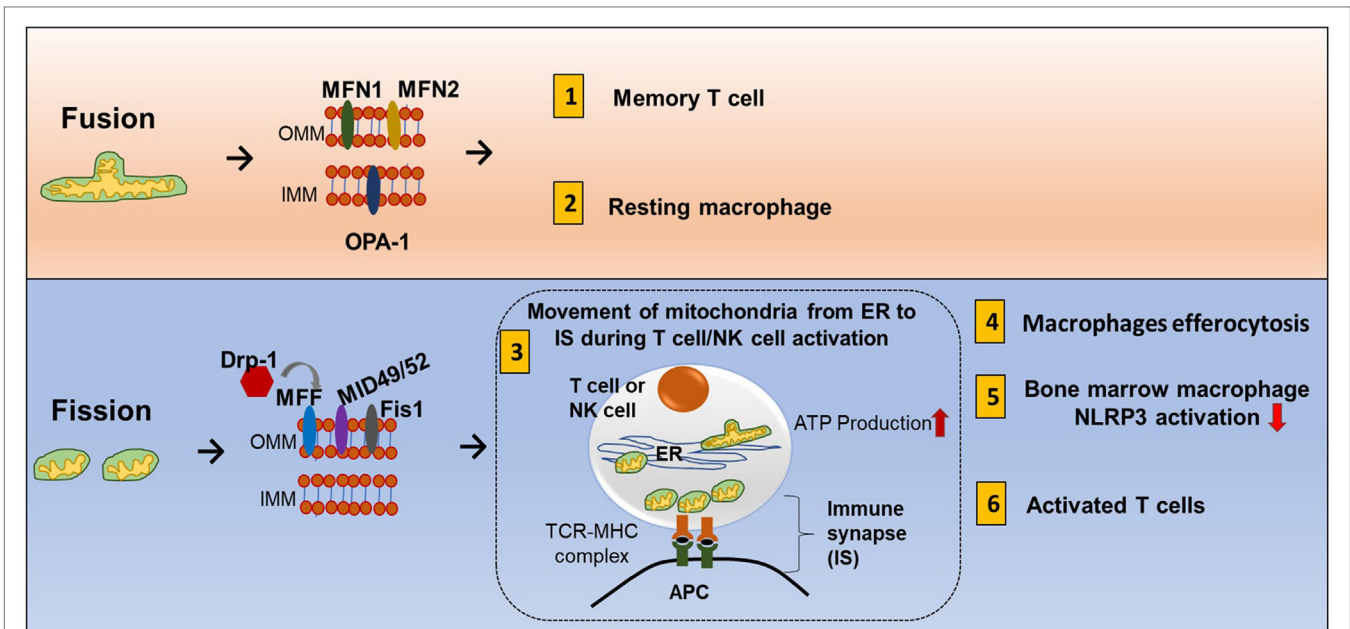 Fusion
MFN1 MFN2
OMM
IMM
OPA-1
1 Memory T cell
2 Resting macrophage
Fission
Drp-1
MFF
MID49/52
Fis1
OMM
IMM
3
Movement of mitochondria from ER to
IS during T cell/NK cell activation
T cell or
NK cell
ER
ATP Production
TCR-MHC
complex
Immune
synapse
(IS)
APC
4 Macrophages efferocytosis
5 Bone marrow macrophage
NLRP3 activation
6 Activated T cells